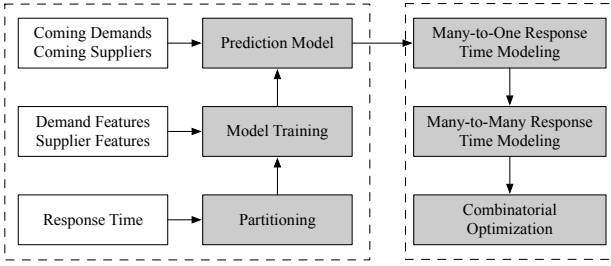 Coming Demands
Coming Suppliers
Prediction Model
Many-to-One Response
Time Modeling
Demand Features
Supplier Features
Model Training
Many-to-Many Response
Time Modeling
Response Time
Partitioning
Combinatorial
Optimization